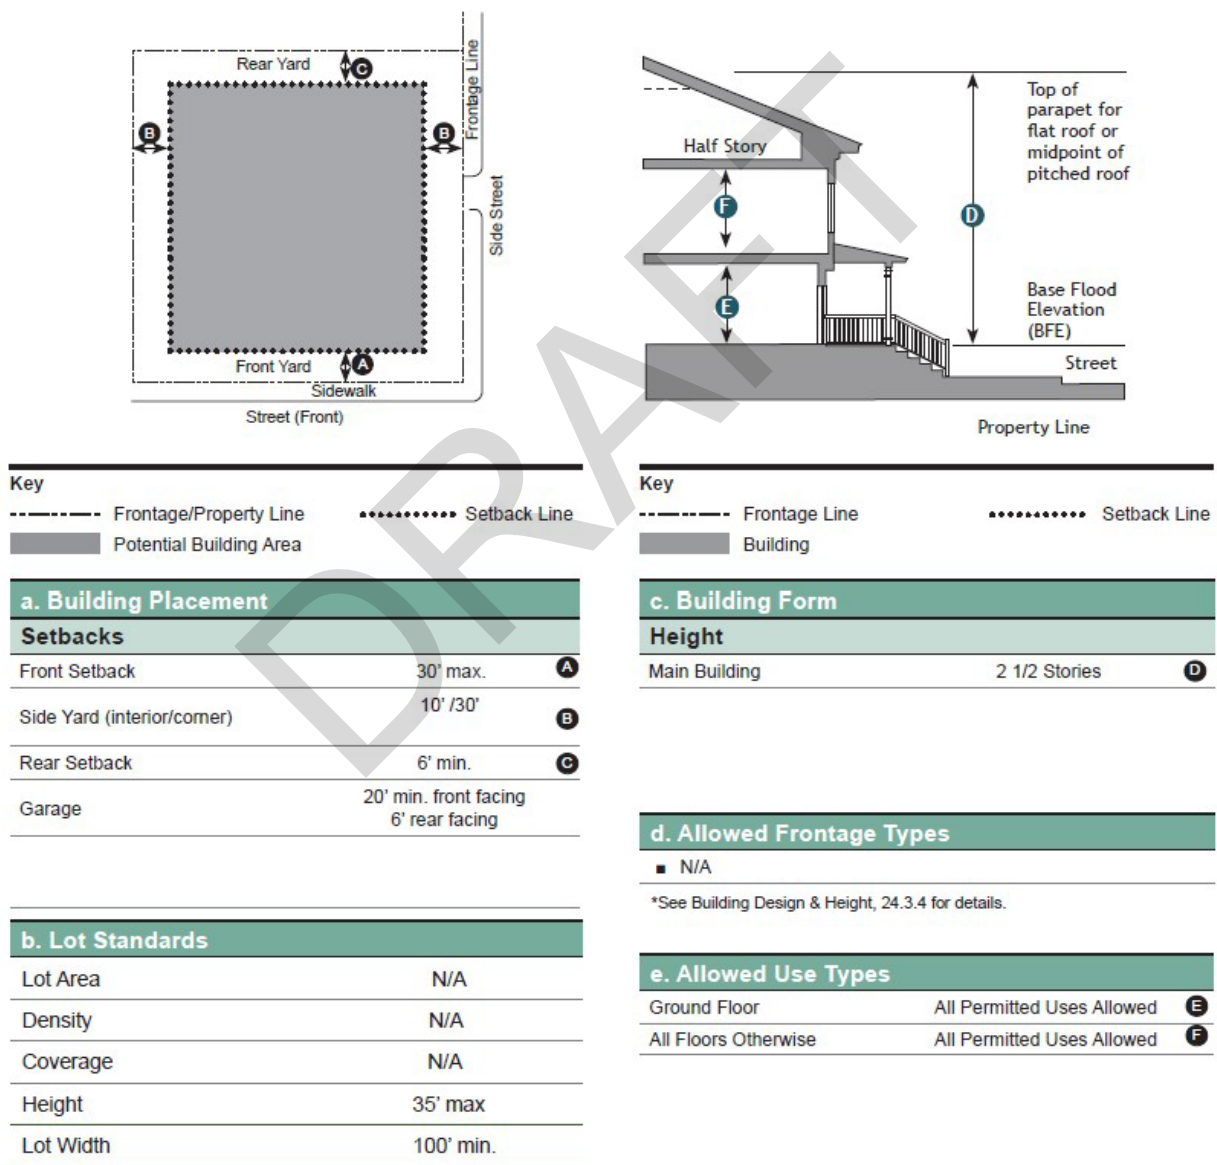 Rear Yard
C
Frontage Line
B
B
Side Street
Front Yard
A
Sidewalk
Street (Front)
Top of
parapet for
flat roof or
midpoint of
pitched roof
Half Story
F
D
E
Base Flood
Elevation
(BFE)
Street
Property Line
DRAFT
Key
Frontage/Property Line
Setback Line
Potential Building Area
Key
Frontage Line
Setback Line
Building
a. Building Placement
Setbacks
Front Setback 30' max. A
Side Yard (interior/corner) 10' /30' B
Rear Setback 6' min. C
Garage 20' min. front facing
6' rear facing
b. Lot Standards
Lot Area N/A
Density N/A
Coverage N/A
Height 35' max
Lot Width 100' min.
c. Building Form
Height
Main Building 2 1/2 Stories D
d. Allowed Frontage Types
■ N/A
*See Building Design & Height, 24.3.4 for details.
e. Allowed Use Types
Ground Floor All Permitted Uses Allowed E
All Floors Otherwise All Permitted Uses Allowed F